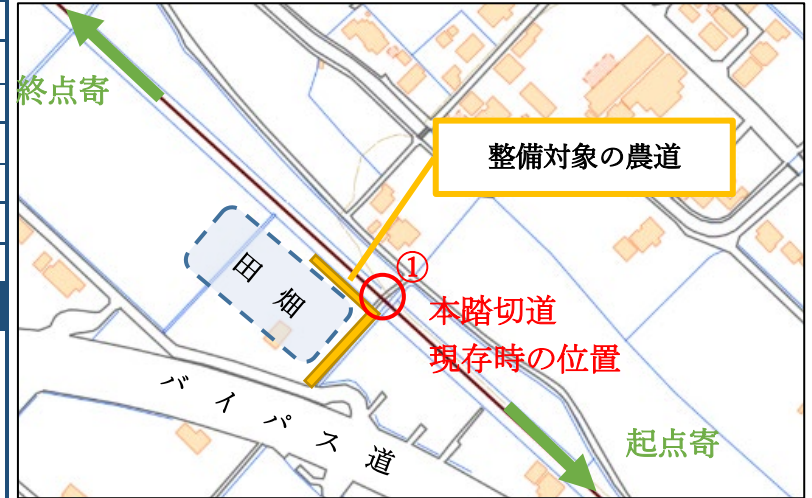 終点寄
整備対象の農道
田畑
①
本踏切道
現存時の位置
バイパス道
起点寄